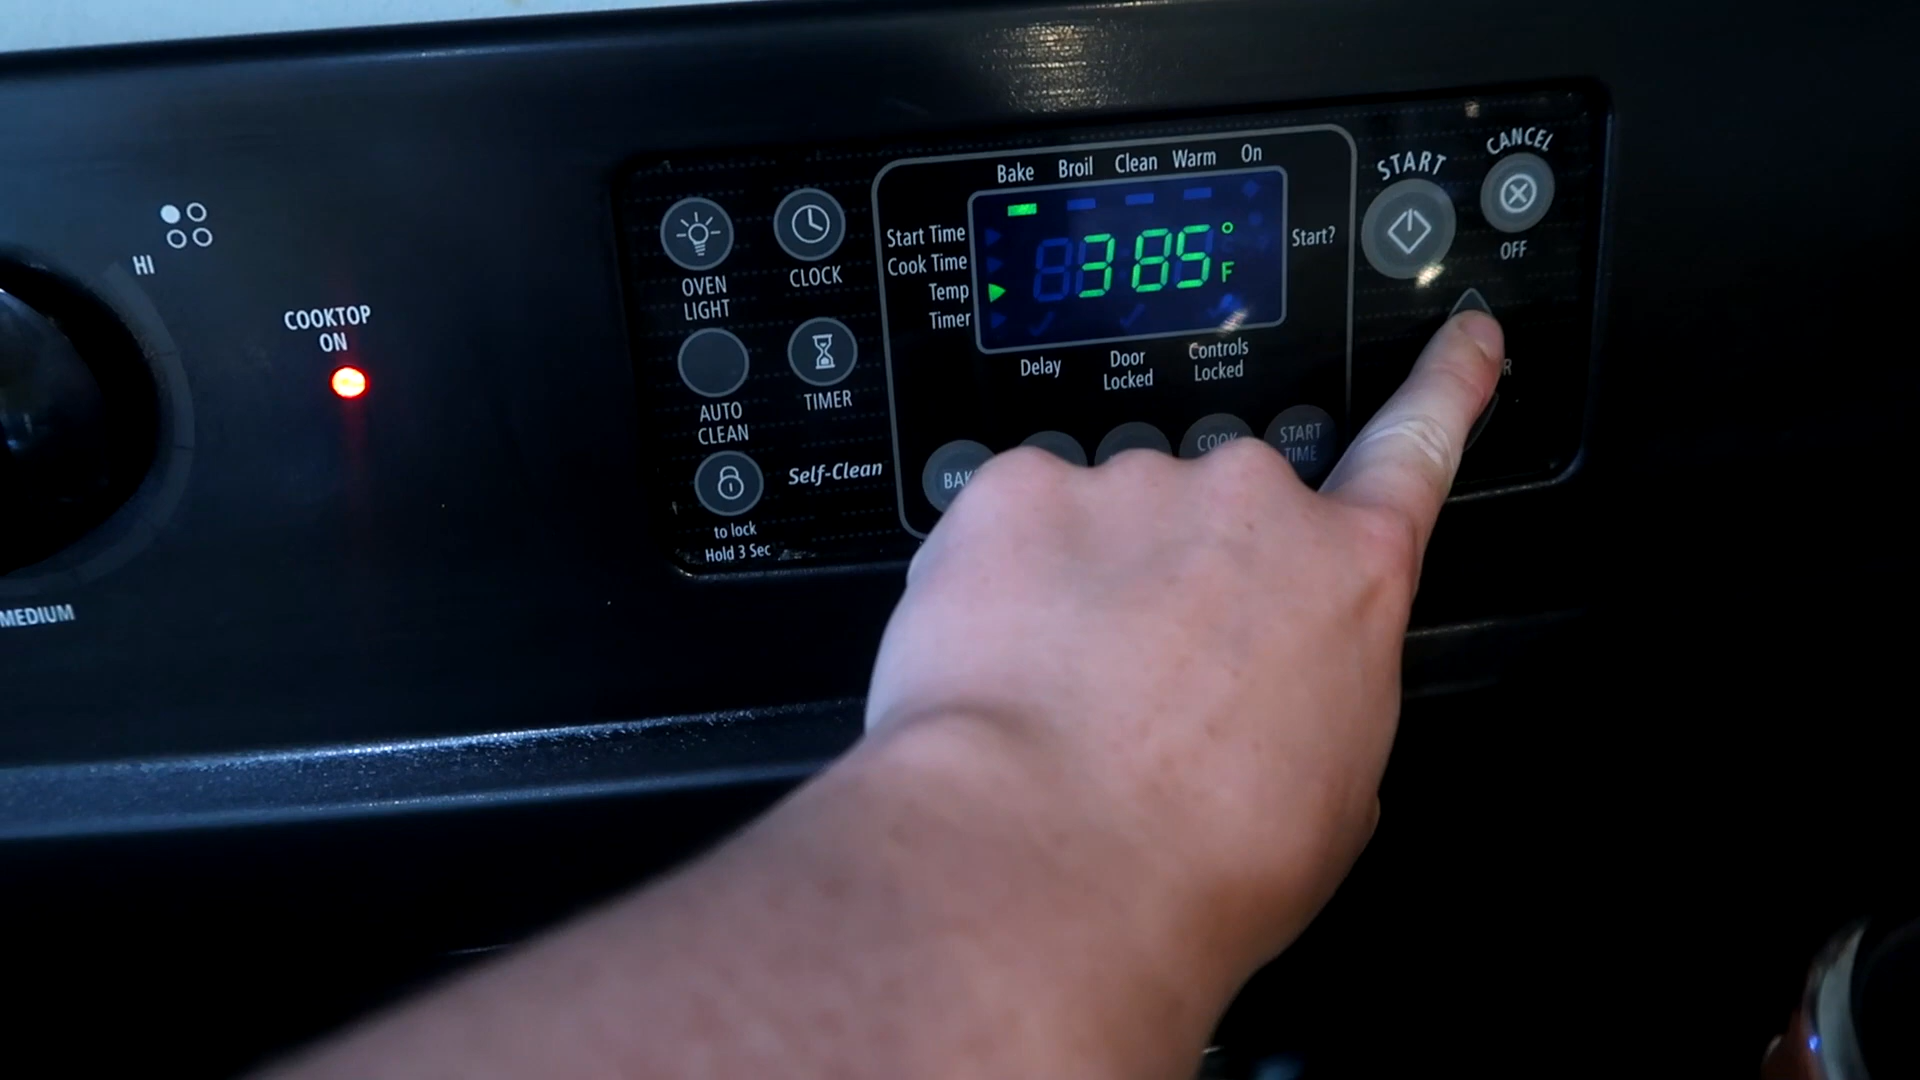 HI
COOKTOP
ON
MEDIUM
OVEN
LIGHT
CLOCK
AUTO
CLEAN
TIMER
Self-Clean
to lock
Hold 3 Sec
Bake Broil Clean Warm On
Start Time
Cook Time
Temp
Timer
385°F
Start?
Delay
Door
Locked
Controls
Locked
COOK
START
TIME
START
CANCEL
OFF